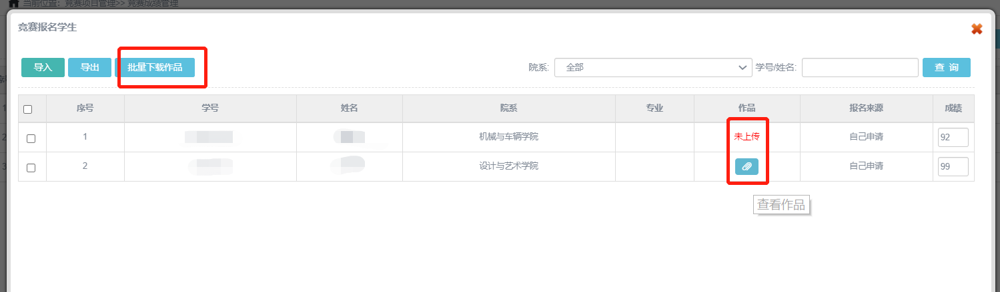 当前位置：竞赛项目管理>> 竞赛成绩管理
竞赛报名学生
导入 导出 批量下载作品 院系: 全部 学号/姓名: 查 询
序号 学号 姓名 院系 专业 作品 报名来源 成绩
1 机械与车辆学院 未上传 自己申请 92
2 设计与艺术学院 自己申请 99
查看作品